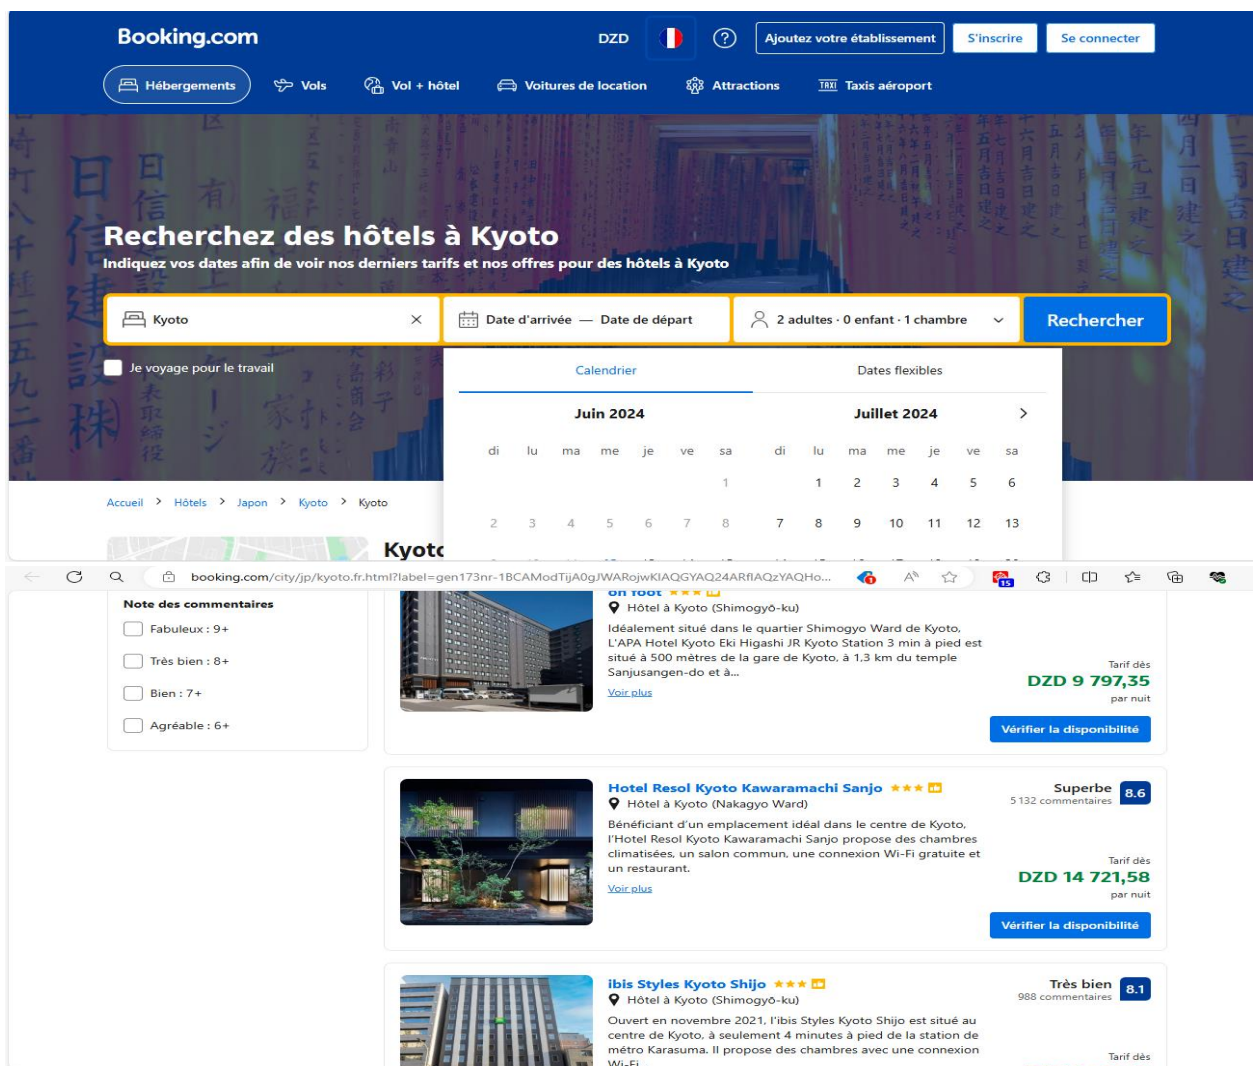 Booking.com
DZD
Ajoutez votre établissement
S'inscrire
Se connecter
Hébergements
Vols
Vol + hôtel
Voitures de location
Attractions
TAXI Taxis aéroport
Recherchez des hôtels à Kyoto
Indiquez vos dates afin de voir nos derniers tarifs et nos offres pour des hôtels à Kyoto
Kyoto
Date d'arrivée — Date de départ
2 adultes · 0 enfant · 1 chambre
Rechercher
Je voyage pour le travail
Calendrier
Dates flexibles
Juin 2024
Juillet 2024
di lu ma me je ve sa
di lu ma me je ve sa
1
1 2 3 4 5 6
2 3 4 5 6 7 8
7 8 9 10 11 12 13
Accueil > Hôtels > Japon > Kyoto > Kyoto
Kyoto
booking.com/city/jp/kyoto.fr.html?label=gen173nr-1BCAModTijA0gJWARojwKIAQGYAQ24ARfIAQzYAQHo...
6
15
Note des commentaires
Fabuleux : 9+
Très bien : 8+
Bien : 7+
Agréable : 6+
on foot
Hôtel à Kyoto (Shimogyō-ku)
Idéalement situé dans le quartier Shimogyo Ward de Kyoto,
L'APA Hotel Kyoto Eki Higashi JR Kyoto Station 3 min à pied est
situé à 500 mètres de la gare de Kyoto, à 1,3 km du temple
Sanjusangen-do et à...
Voir plus
Tarif dès
DZD 9 797,35
par nuit
Vérifier la disponibilité
Hotel Resol Kyoto Kawaramachi Sanjo
Hôtel à Kyoto (Nakagyo Ward)
Bénéficiant d'un emplacement idéal dans le centre de Kyoto,
l'Hotel Resol Kyoto Kawaramachi Sanjo propose des chambres
climatisées, un salon commun, une connexion Wi-Fi gratuite et
un restaurant.
Voir plus
Superbe
5 132 commentaires
8.6
Tarif dès
DZD 14 721,58
par nuit
Vérifier la disponibilité
ibis Styles Kyoto Shijo
Hôtel à Kyoto (Shimogyō-ku)
Ouvert en novembre 2021, l'ibis Styles Kyoto Shijo est situé au
centre de Kyoto, à seulement 4 minutes à pied de la station de
métro Karasuma. Il propose des chambres avec une connexion
Wi-Fi
Très bien
988 commentaires
8.1
Tarif dès